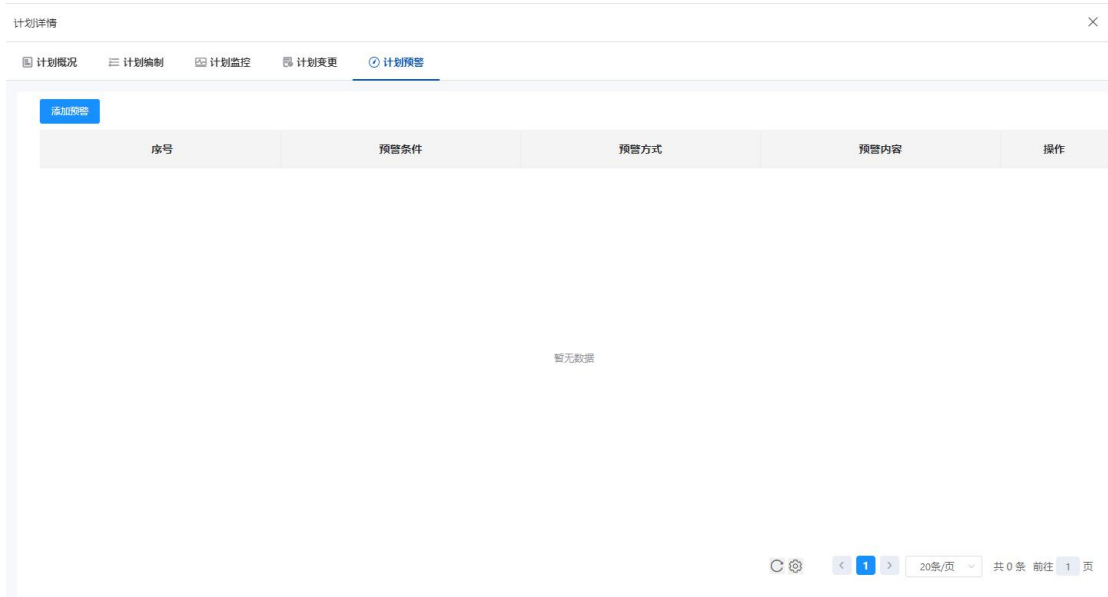 计划详情
计划概况 计划编制 计划监控 计划变更 计划预警
添加预警
序号 预警条件 预警方式 预警内容 操作
暂无数据
1 20条/页 共 0 条 前往 1 页